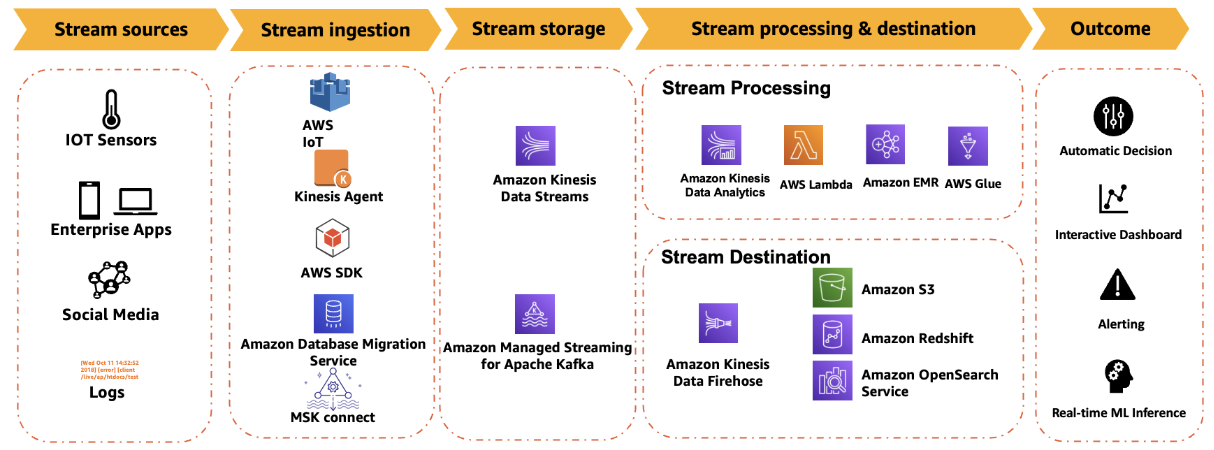 Stream sources
Stream ingestion
Stream storage
Stream processing & destination
Outcome
IOT Sensors
Enterprise Apps
Social Media
[Wed Oct 11 14:32:52
2018] [error] [client
/live/ap/htdocs/test
Logs
AWS
IoT
Kinesis Agent
AWS SDK
Amazon Database Migration
Service
MSK connect
Amazon Kinesis
Data Streams
Amazon Managed Streaming
for Apache Kafka
Stream Processing
Amazon Kinesis
Data Analytics
AWS Lambda
Amazon EMR
AWS Glue
Stream Destination
Amazon Kinesis
Data Firehose
Amazon S3
Amazon Redshift
Amazon OpenSearch
Service
Automatic Decision
Interactive Dashboard
Alerting
Real-time ML Inference